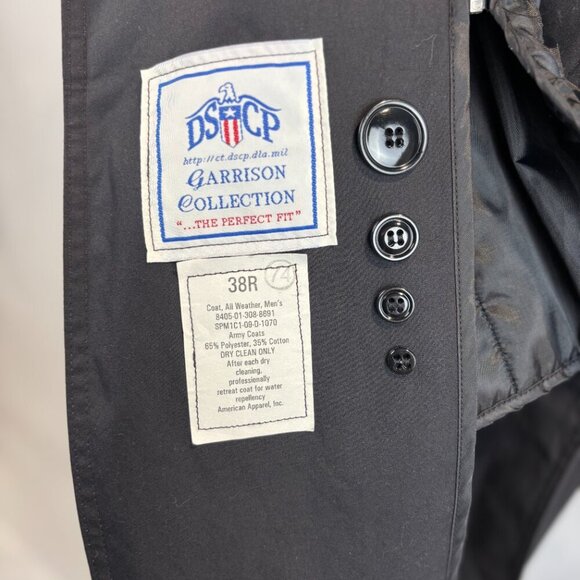 DSCP
http://ct.dscp.dla.mil
GARRISON
COLLECTION
"...THE PERFECT FIT"
38R 74
Coat, All Weather, Men's
8405-01-308-8691
SPM1C1-09-D-1070
Army Coats
65% Polyester, 35% Cotton
DRY CLEAN ONLY
After each dry
cleaning,
professionally
retreat coat for water
repellency
American Apparel, Inc.